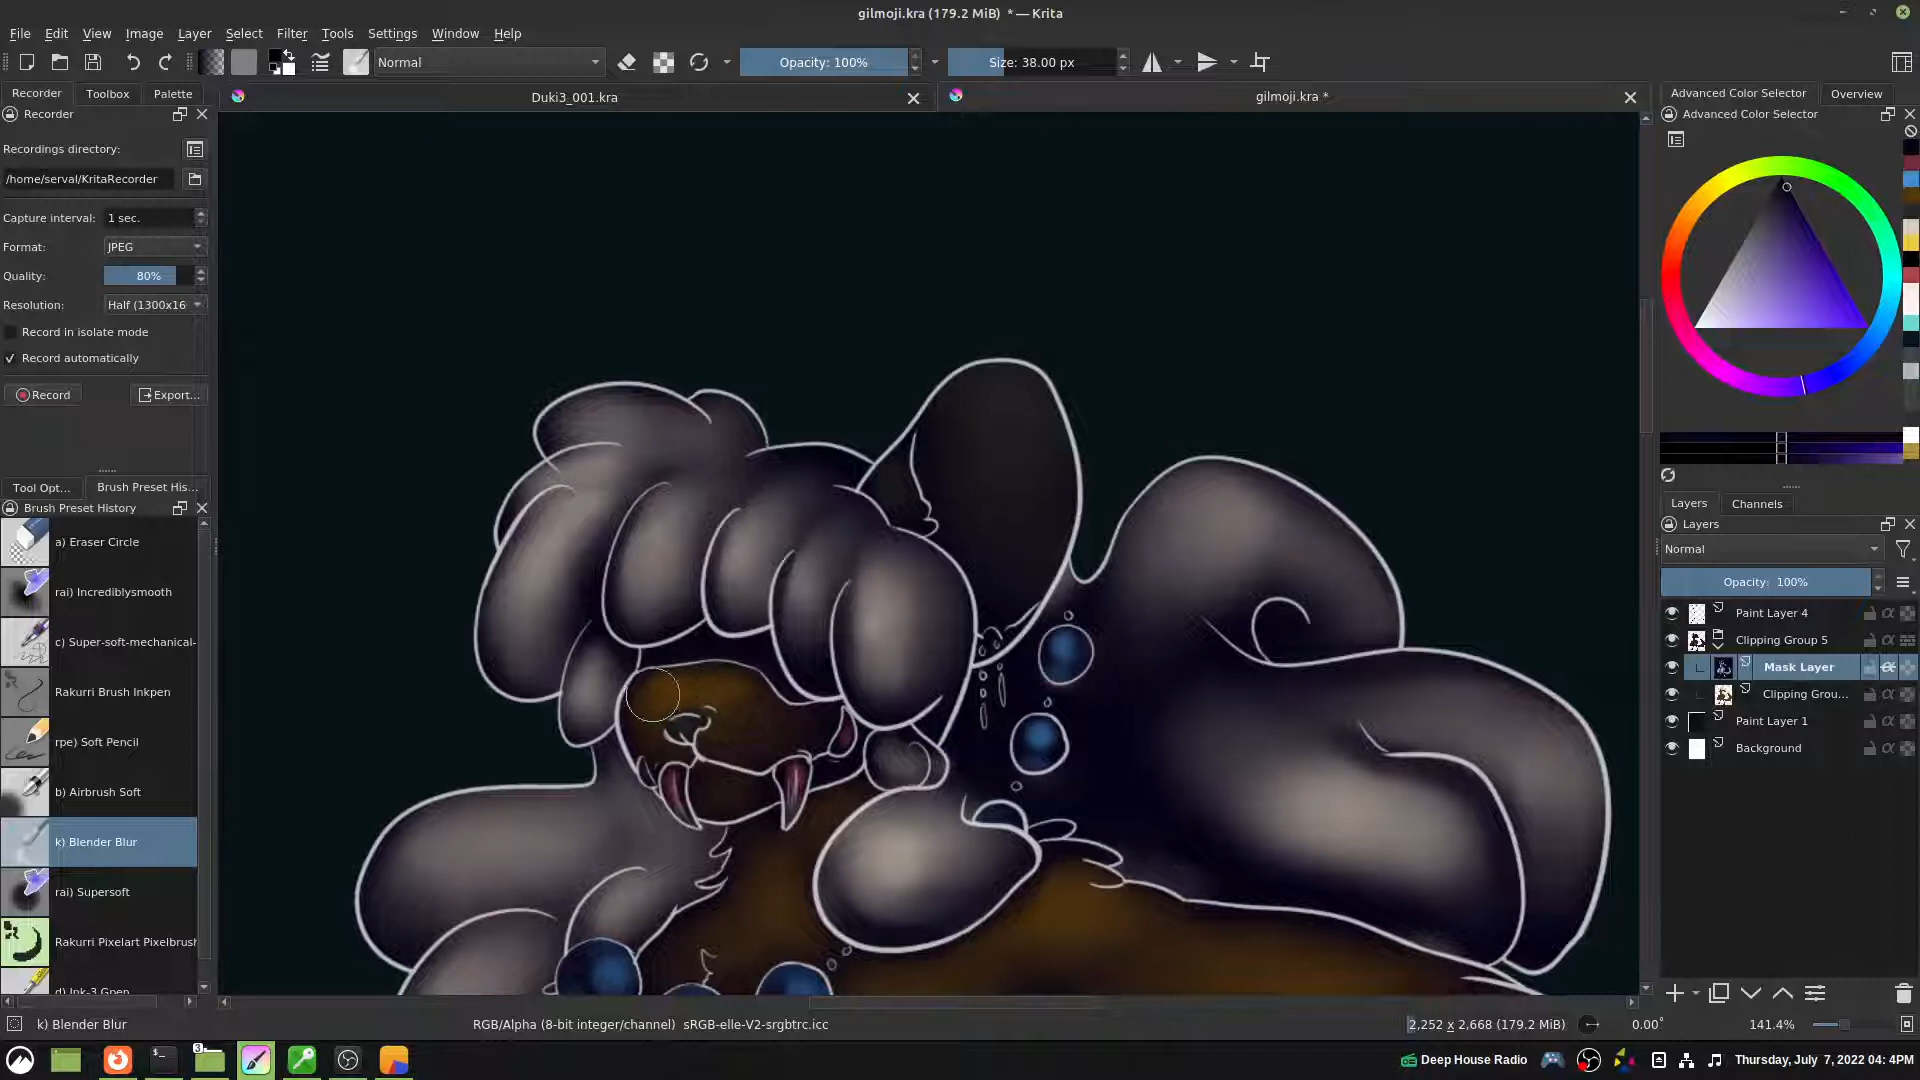 gilmoji.kra (179.2 MiB) * — Krita
File Edit View Image Layer Select Filter Tools Settings Window Help
Normal
Opacity: 100%
Size: 38.00 px
Recorder Toolbox Palette
Duki3_001.kra
gilmoji.kra *
Advanced Color Selector Overview
Recorder
Advanced Color Selector
Recordings directory:
/home/serval/KritaRecorder
Capture interval: 1 sec.
Format: JPEG
Quality: 80%
Resolution: Half (1300x16
Record in isolate mode
Record automatically
Record Export...
Tool Opt... Brush Preset His...
Brush Preset History
a) Eraser Circle
rai) Incrediblysmooth
c) Super-soft-mechanical-
Rakurri Brush Inkpen
rpe) Soft Pencil
b) Airbrush Soft
k) Blender Blur
rai) Supersoft
Rakurri Pixelart Pixelbrush
d) Ink-3 Gpen
Layers Channels
Layers
Normal
Opacity: 100%
Paint Layer 4
Clipping Group 5
Mask Layer
Clipping Grou...
Paint Layer 1
Background
k) Blender Blur
RGB/Alpha (8-bit integer/channel) sRGB-elle-V2-srgbtrc.icc
2,252 x 2,668 (179.2 MiB)
0.00°
141.4%
3
Deep House Radio
Thursday, July 7, 2022 04: 4PM